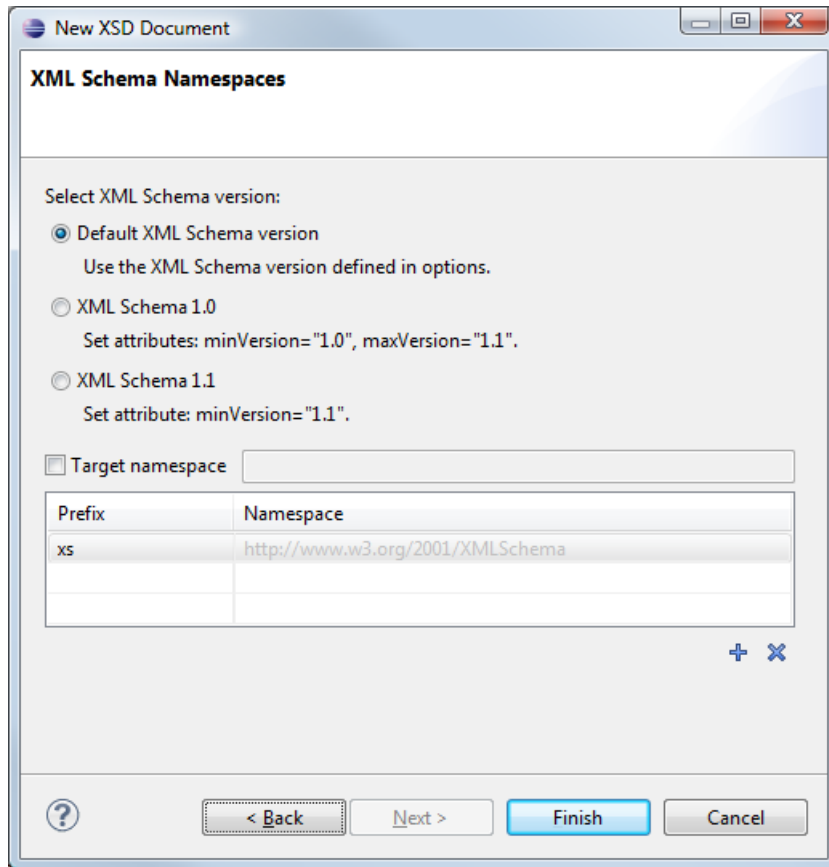 New XSD Document
XML Schema Namespaces
Select XML Schema version:
Default XML Schema version
Use the XML Schema version defined in options.
XML Schema 1.0
Set attributes: minVersion="1.0", maxVersion="1.1".
XML Schema 1.1
Set attribute: minVersion="1.1".
Target namespace
Prefix Namespace
xs http://www.w3.org/2001/XMLSchema
? < Back Next > Finish Cancel